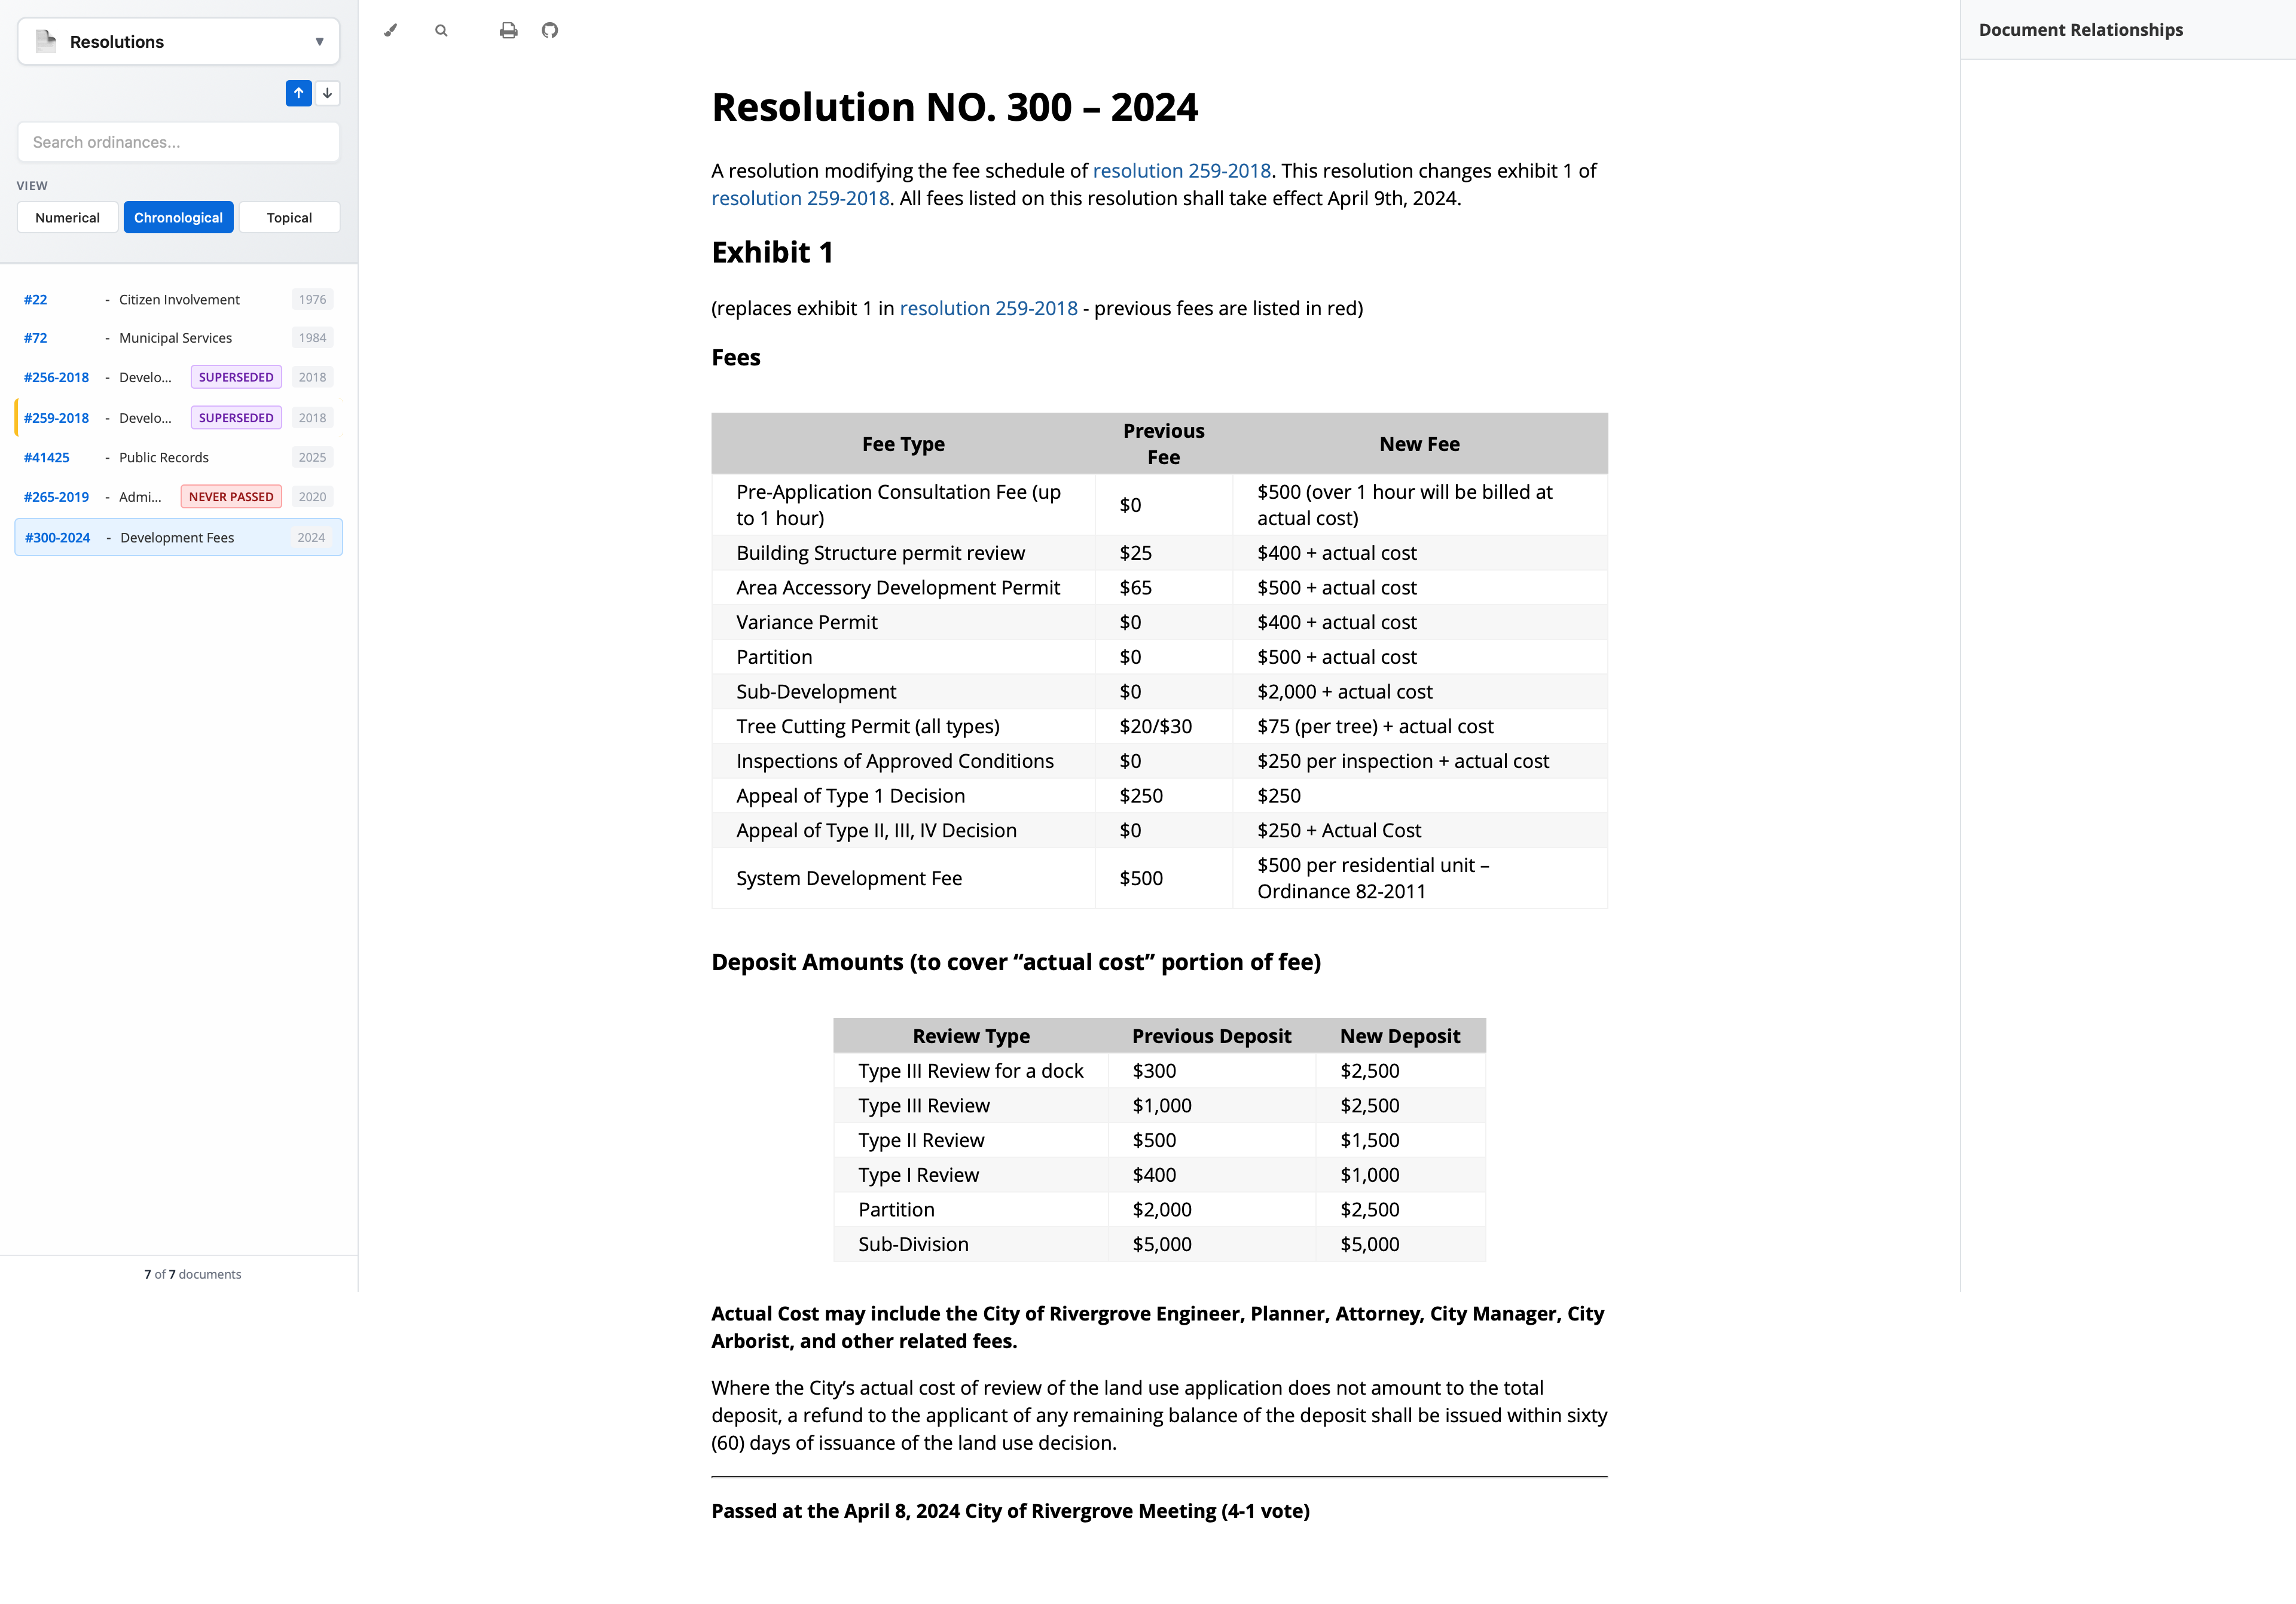 Resolutions ▼
↑ ↓
Search ordinances...
VIEW
Numerical Chronological Topical
#22 - Citizen Involvement 1976
#72 - Municipal Services 1984
#256-2018 - Develo... SUPERSEDED 2018
#259-2018 - Develo... SUPERSEDED 2018
#41425 - Public Records 2025
#265-2019 - Admi... NEVER PASSED 2020
#300-2024 - Development Fees 2024
7 of 7 documents
Resolution NO. 300 – 2024
A resolution modifying the fee schedule of resolution 259-2018. This resolution changes exhibit 1 of
resolution 259-2018. All fees listed on this resolution shall take effect April 9th, 2024.
Exhibit 1
(replaces exhibit 1 in resolution 259-2018 - previous fees are listed in red)
Fees
Fee Type Previous Fee New Fee
Pre-Application Consultation Fee (up to 1 hour) $0 $500 (over 1 hour will be billed at actual cost)
Building Structure permit review $25 $400 + actual cost
Area Accessory Development Permit $65 $500 + actual cost
Variance Permit $0 $400 + actual cost
Partition $0 $500 + actual cost
Sub-Development $0 $2,000 + actual cost
Tree Cutting Permit (all types) $20/$30 $75 (per tree) + actual cost
Inspections of Approved Conditions $0 $250 per inspection + actual cost
Appeal of Type 1 Decision $250 $250
Appeal of Type II, III, IV Decision $0 $250 + Actual Cost
System Development Fee $500 $500 per residential unit – Ordinance 82-2011
Deposit Amounts (to cover “actual cost” portion of fee)
Review Type Previous Deposit New Deposit
Type III Review for a dock $300 $2,500
Type III Review $1,000 $2,500
Type II Review $500 $1,500
Type I Review $400 $1,000
Partition $2,000 $2,500
Sub-Division $5,000 $5,000
Actual Cost may include the City of Rivergrove Engineer, Planner, Attorney, City Manager, City
Arborist, and other related fees.
Where the City’s actual cost of review of the land use application does not amount to the total
deposit, a refund to the applicant of any remaining balance of the deposit shall be issued within sixty
(60) days of issuance of the land use decision.
Passed at the April 8, 2024 City of Rivergrove Meeting (4-1 vote)
Document Relationships